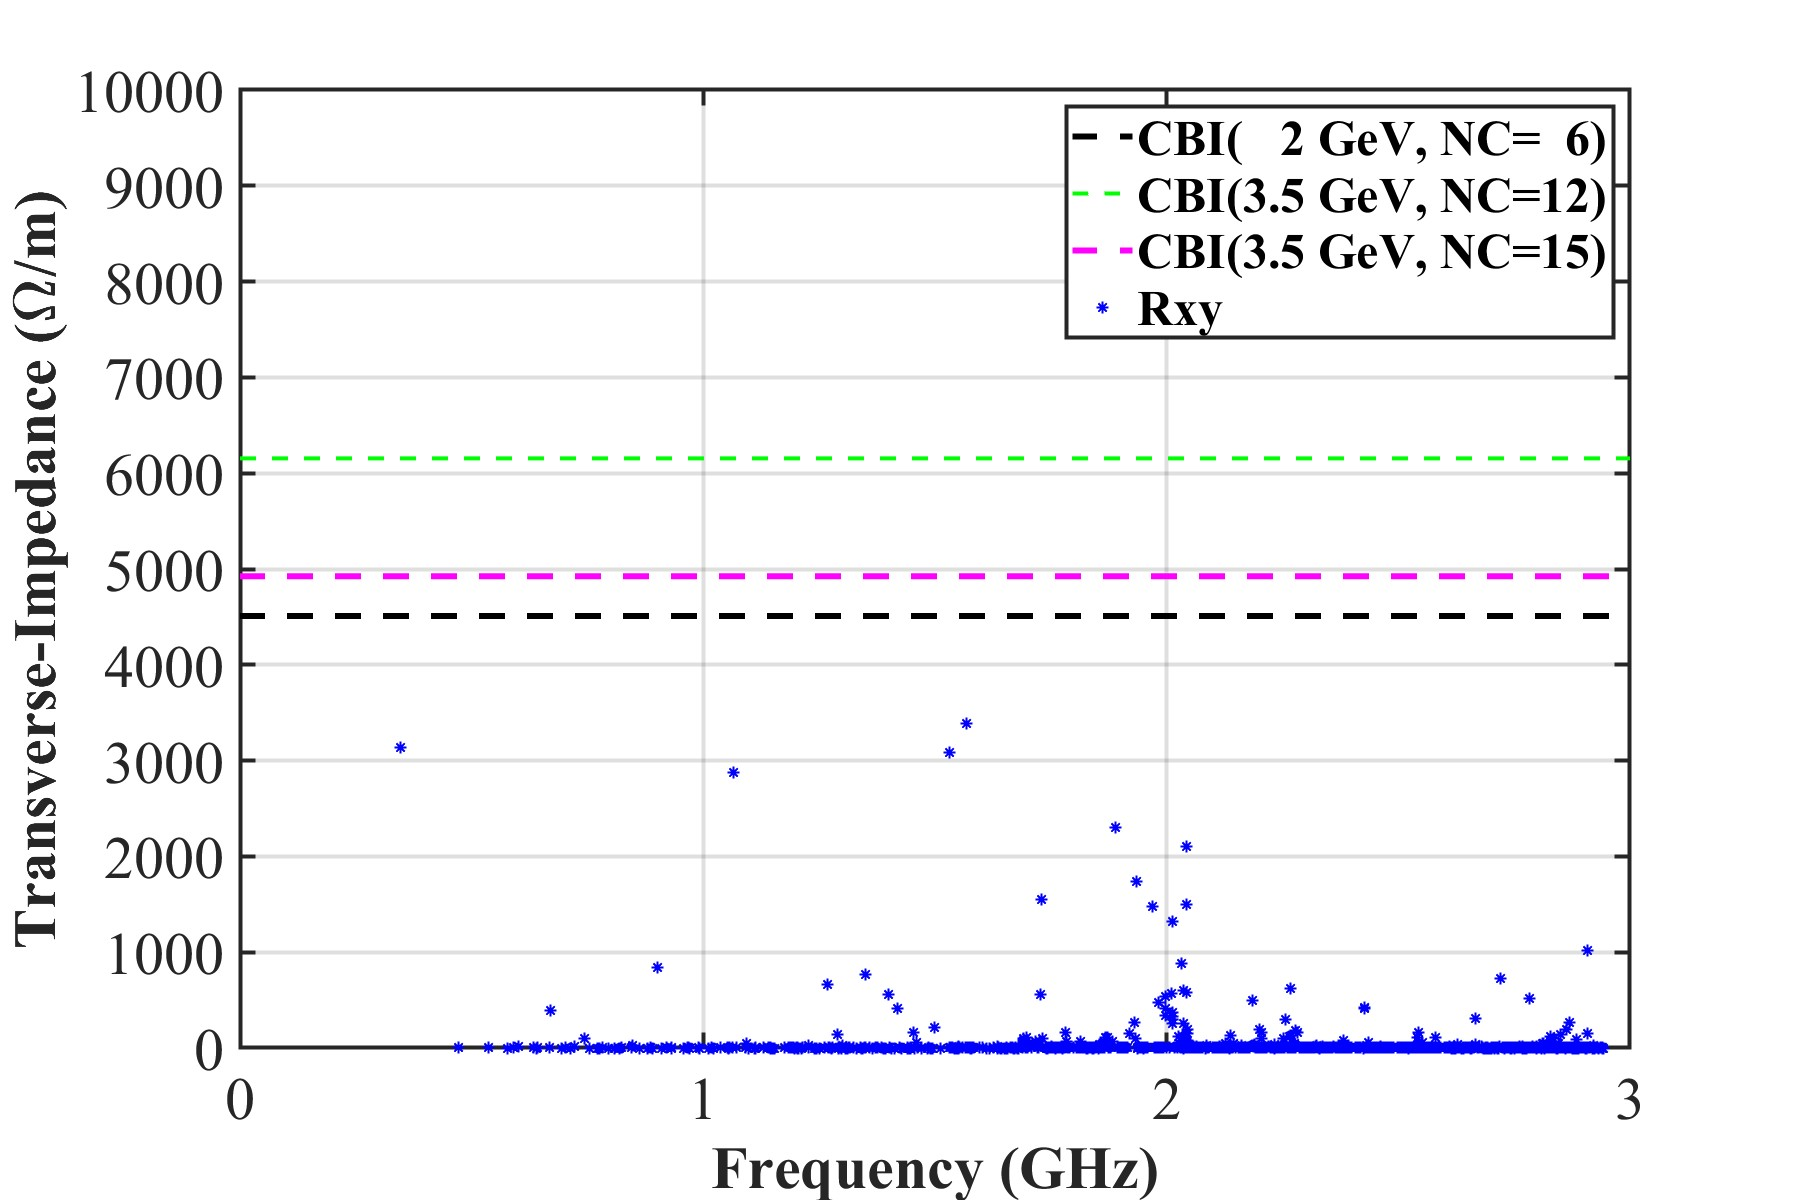 10000
9000
8000
7000
6000
5000
4000
3000
2000
1000
0
Transverse-Impedance (Ω/m)
CBI(   2 GeV, NC=  6)
CBI(3.5 GeV, NC=12)
CBI(3.5 GeV, NC=15)
Rxy
0 1 2 3
Frequency (GHz)